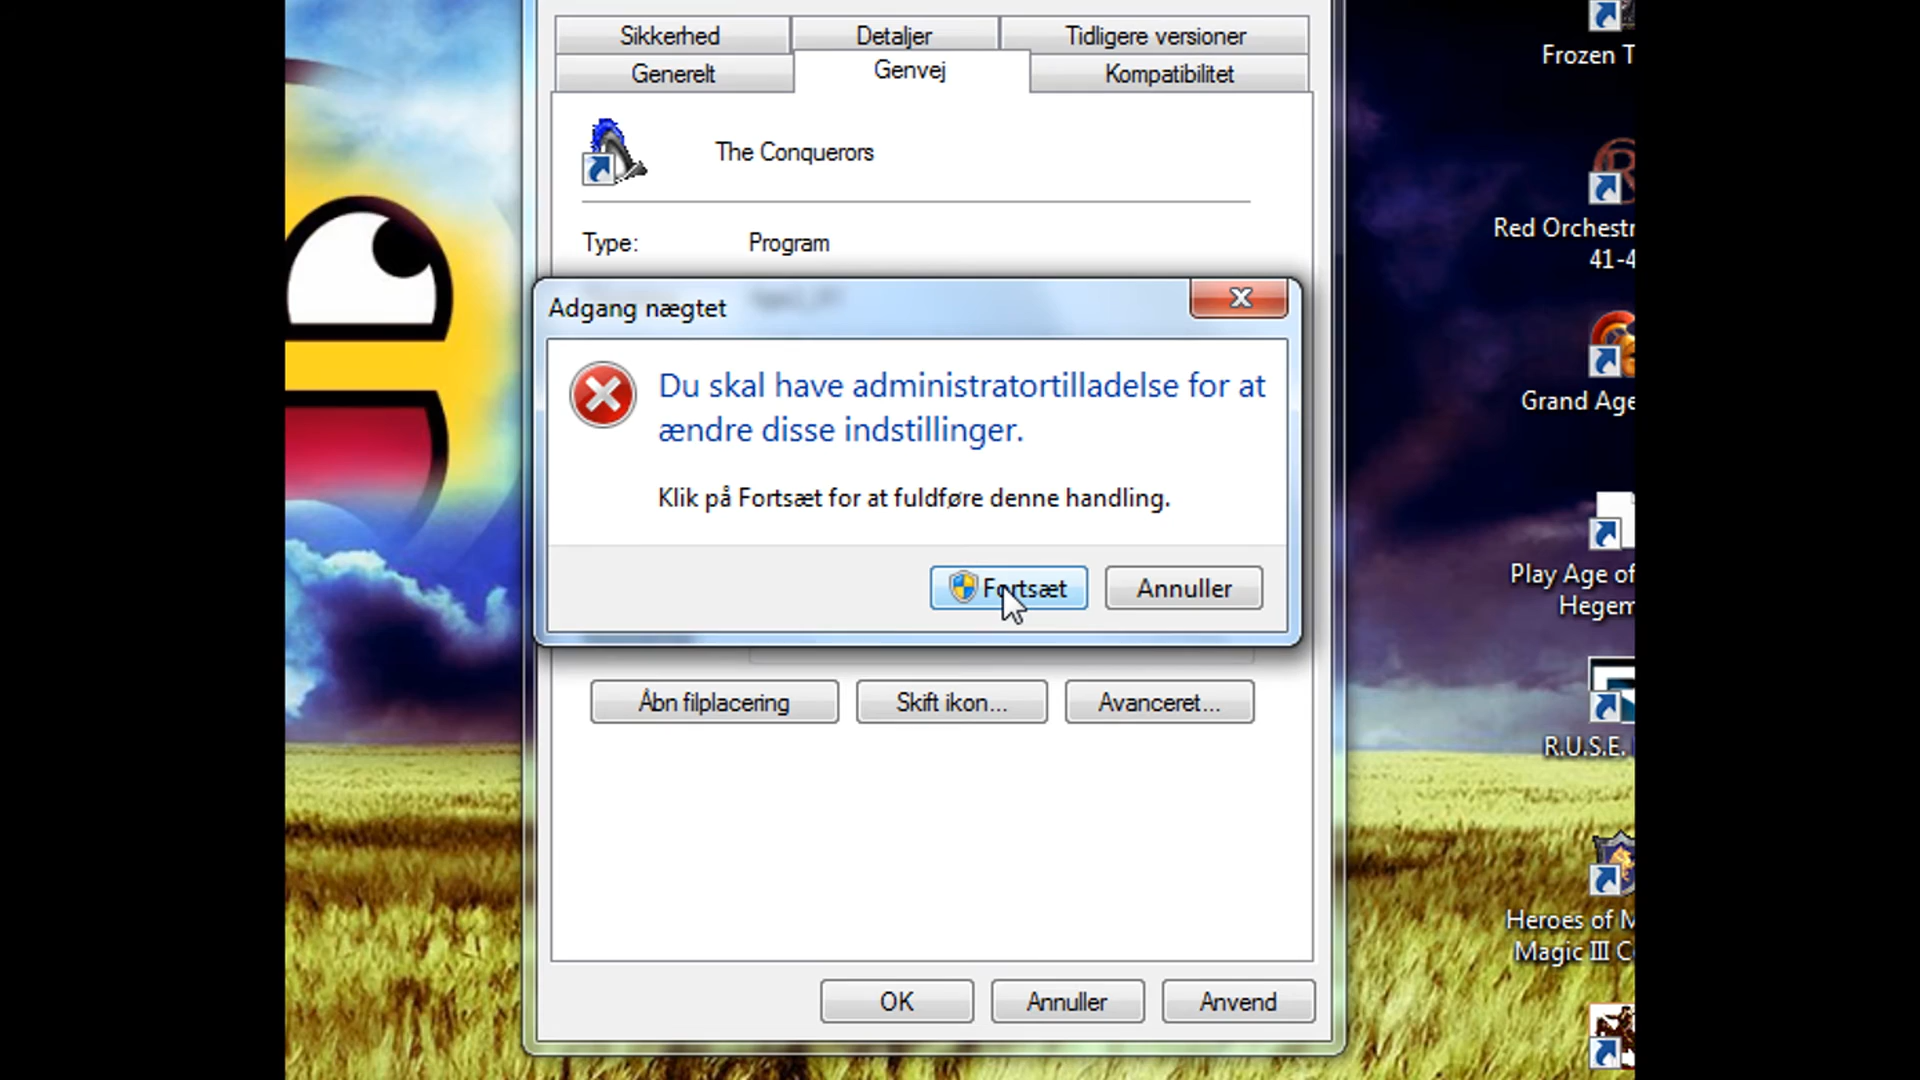 Sikkerhed
Detaljer
Tidligere versioner
Generelt
Genvej
Kompatibilitet
The Conquerors
Type:
Program
Adgang nægtet
Du skal have administratortilladelse for at
ændre disse indstillinger.
Klik på Fortsæt for at fuldføre denne handling.
Fortsæt
Annuller
Åbn filplacering
Skift ikon...
Avanceret...
OK
Annuller
Anvend
Frozen T
Red Orchestr
41-4
Grand Age
Play Age of
Hegem
R.U.S.E.
Heroes of M
Magic III C